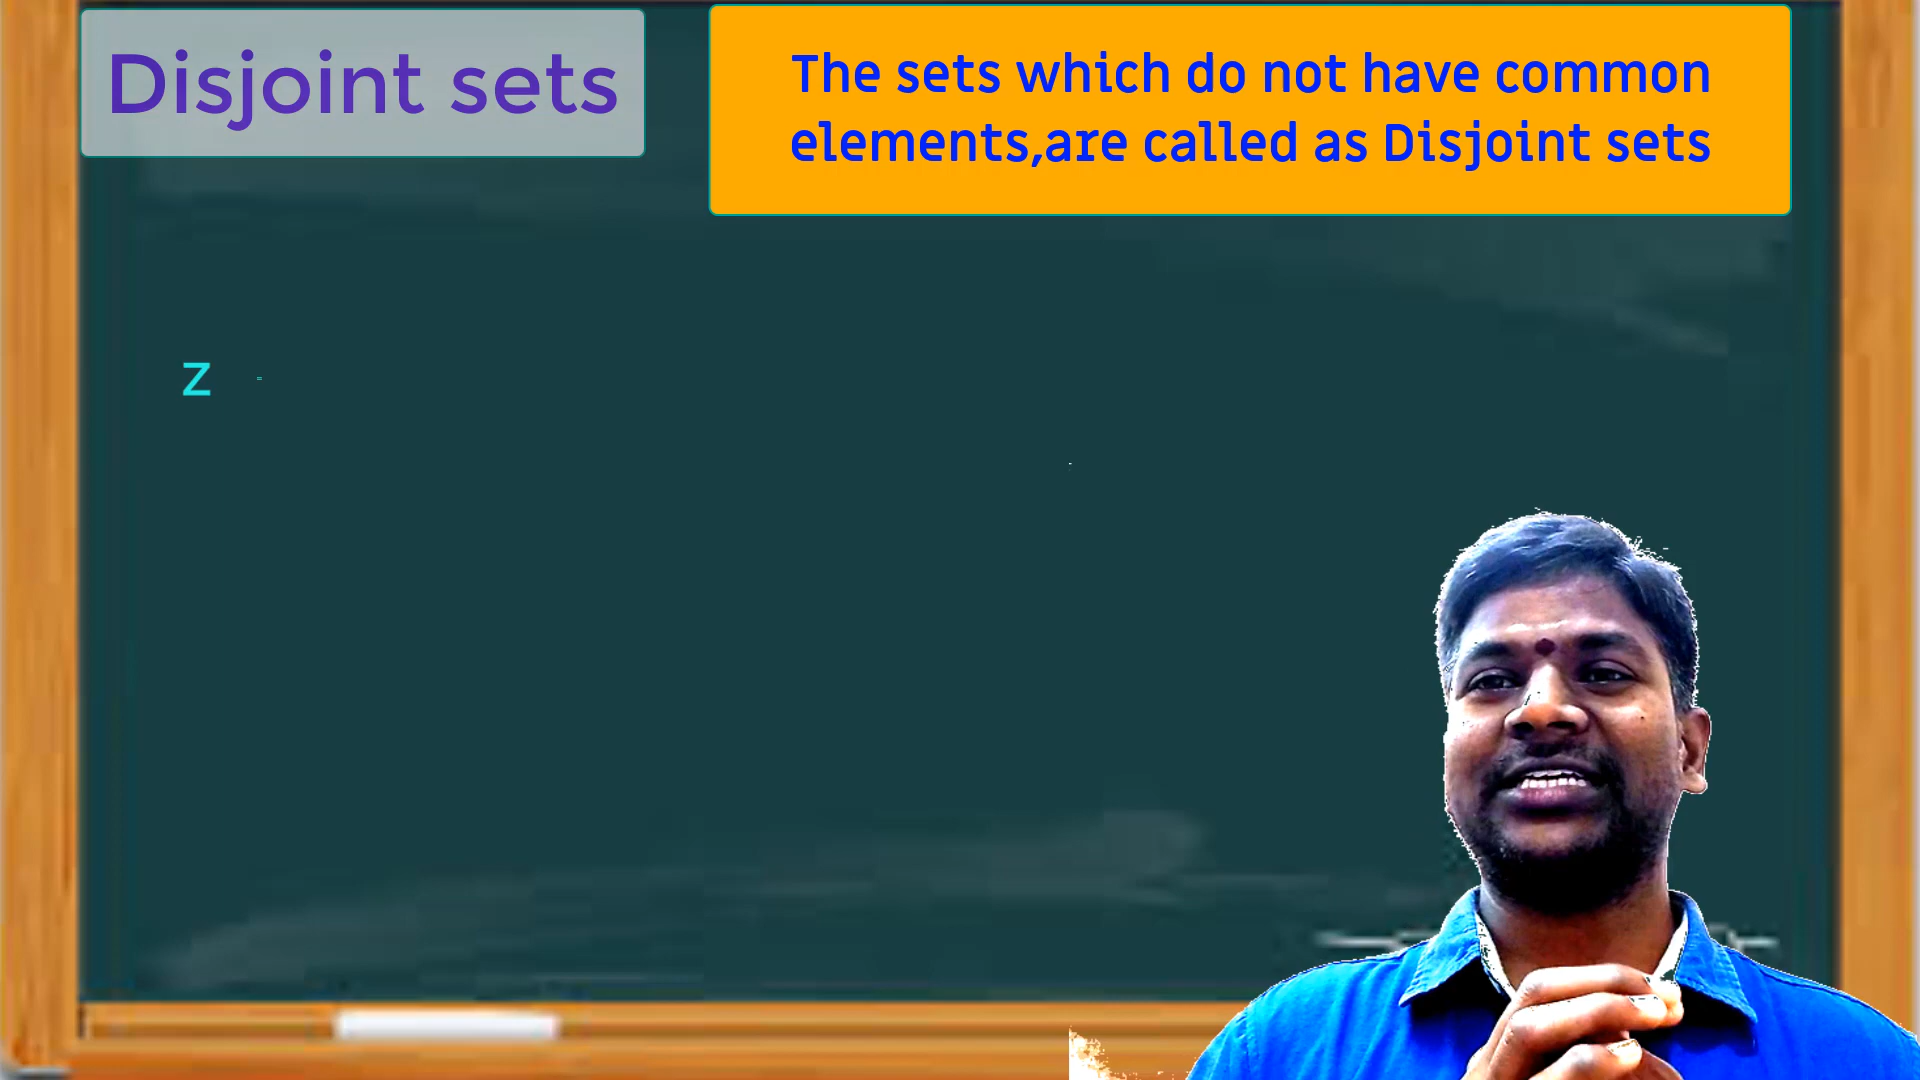 Disjoint sets
The sets which do not have common
elements,are called as Disjoint sets
Z